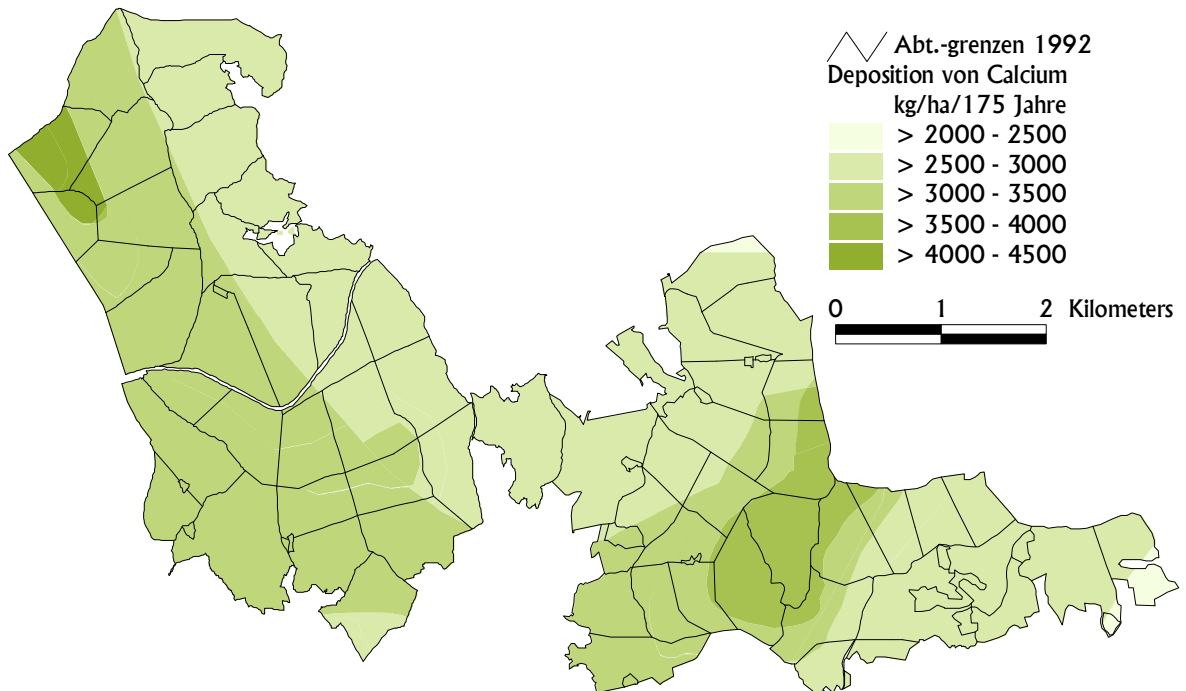 Abt.-grenzen 1992
Deposition von Calcium
kg/ha/175 Jahre
> 2000 - 2500
> 2500 - 3000
> 3000 - 3500
> 3500 - 4000
> 4000 - 4500
0 1 2 Kilometers